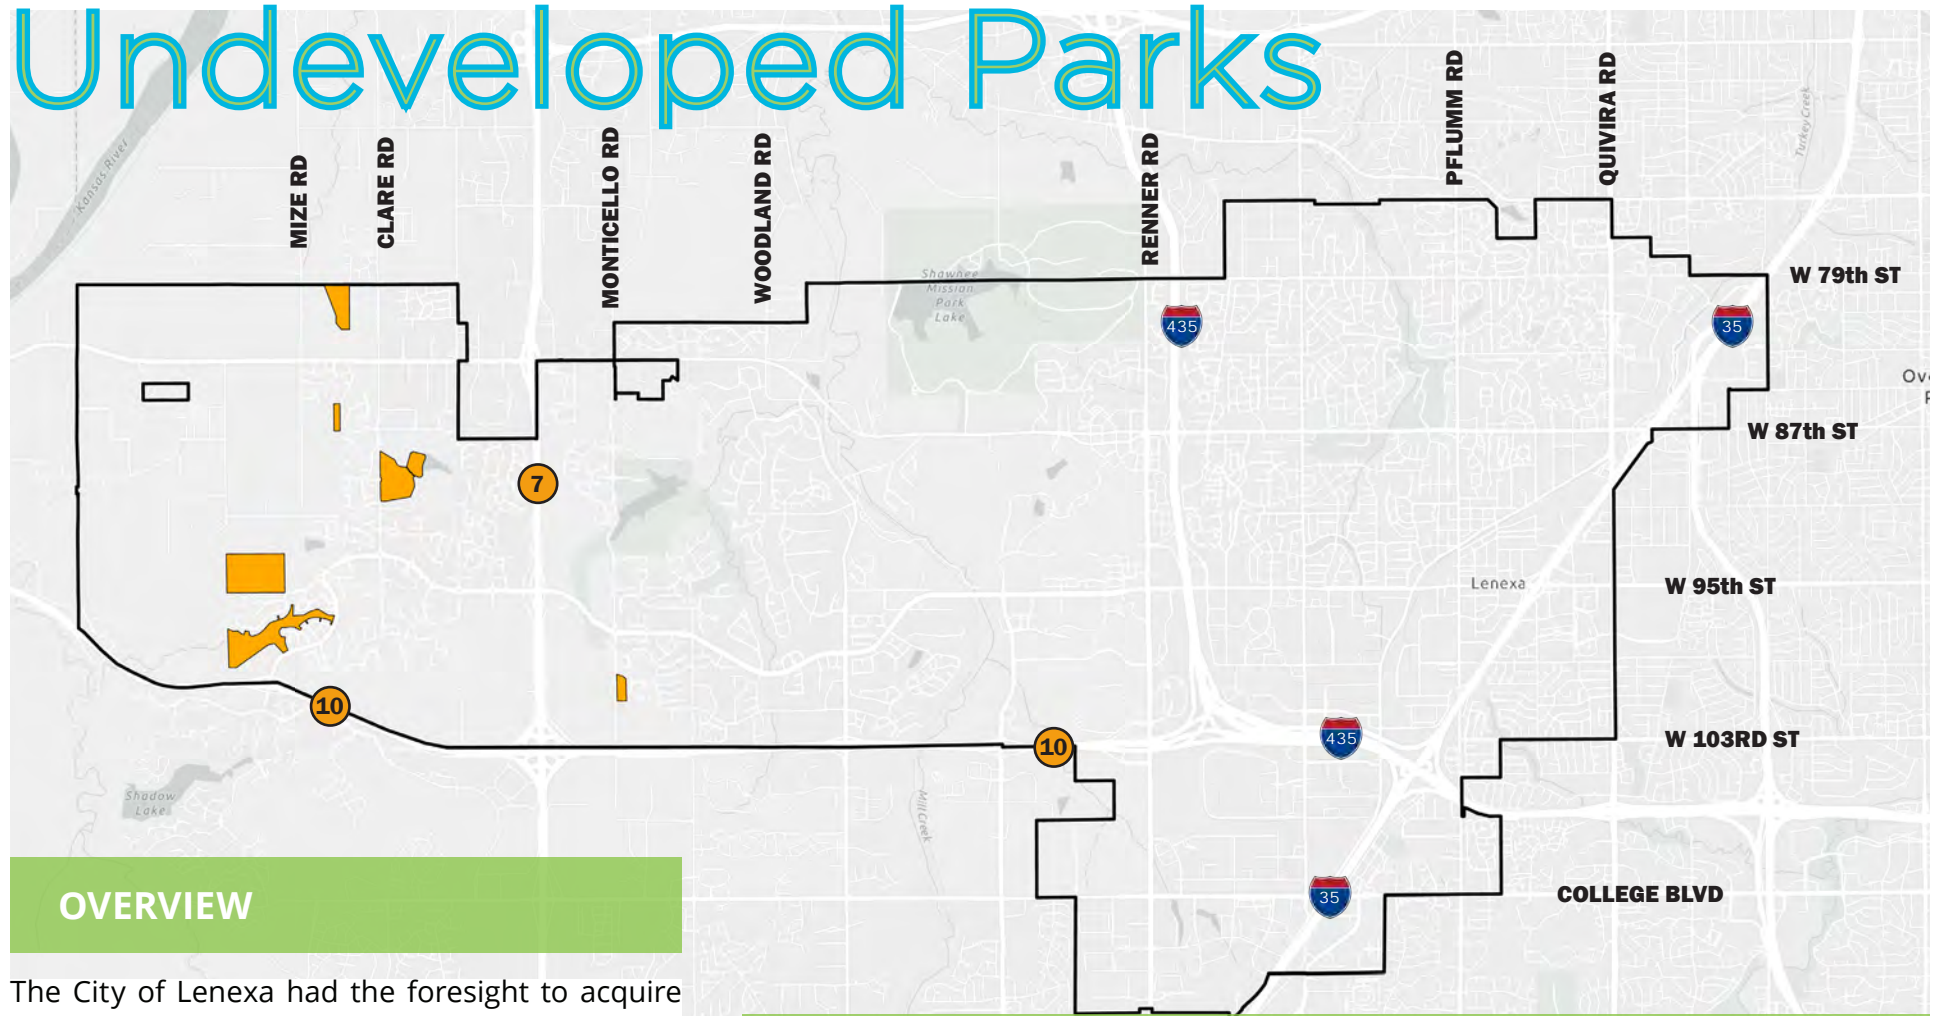 Undeveloped Parks
Kansas River
MIZE RD
CLARE RD
MONTICELLO RD
WOODLAND RD
RENNER RD
PFLUMM RD
QUIVIRA RD
Turkey Creek
Shawnee
Mission
Park
Lake
W 79th ST
435
35
Ov
W 87th ST
7
Lenexa
W 95th ST
10
10
435
W 103RD ST
Shadow
Lake
Mill Creek
35
COLLEGE BLVD
OVERVIEW
The City of Lenexa had the foresight to acquire